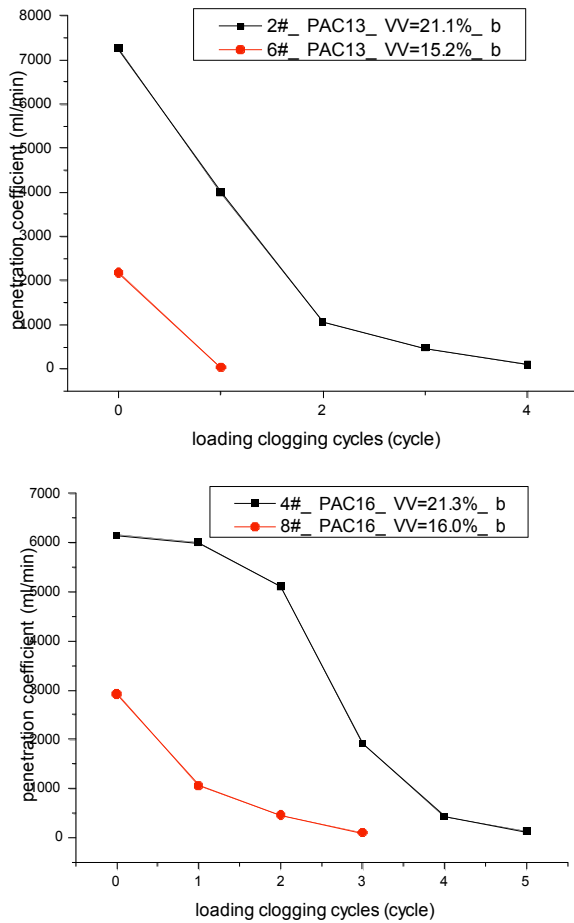 2#_ PAC13_ VV=21.1%_ b
6#_ PAC13_ VV=15.2%_ b
penetration coefficient (ml/min)
8000
7000
6000
5000
4000
3000
2000
1000
0
0 2 4
loading clogging cycles (cycle)
4#_ PAC16_ VV=21.3%_ b
8#_ PAC16_ VV=16.0%_ b
penetration coefficient (ml/min)
7000
6000
5000
4000
3000
2000
1000
0
0 1 2 3 4 5
loading clogging cycles (cycle)